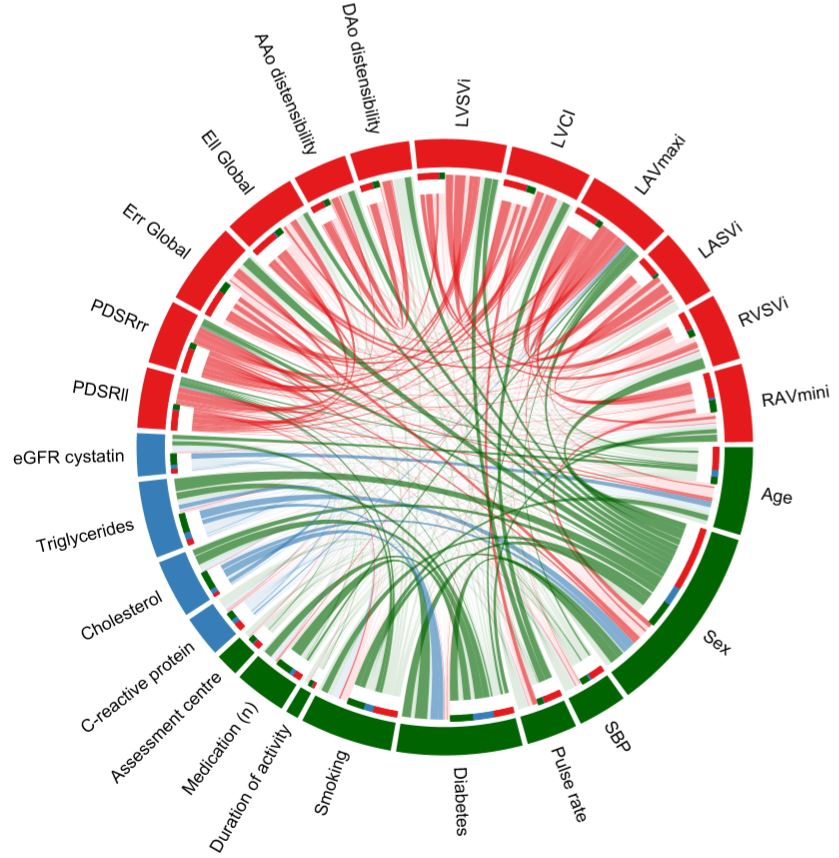 DAo distensibility
AAo distensibility
LVSVi
LVCI
LAVmaxi
Ell Global
LASVi
Err Global
RVSVi
PDSRrr
RAVmini
PDSRll
eGFR cystatin
Age
Triglycerides
Cholesterol
Sex
C-reactive protein
Assessment centre
Medication (n)
Duration of activity
Smoking
Diabetes
Pulse rate
SBP